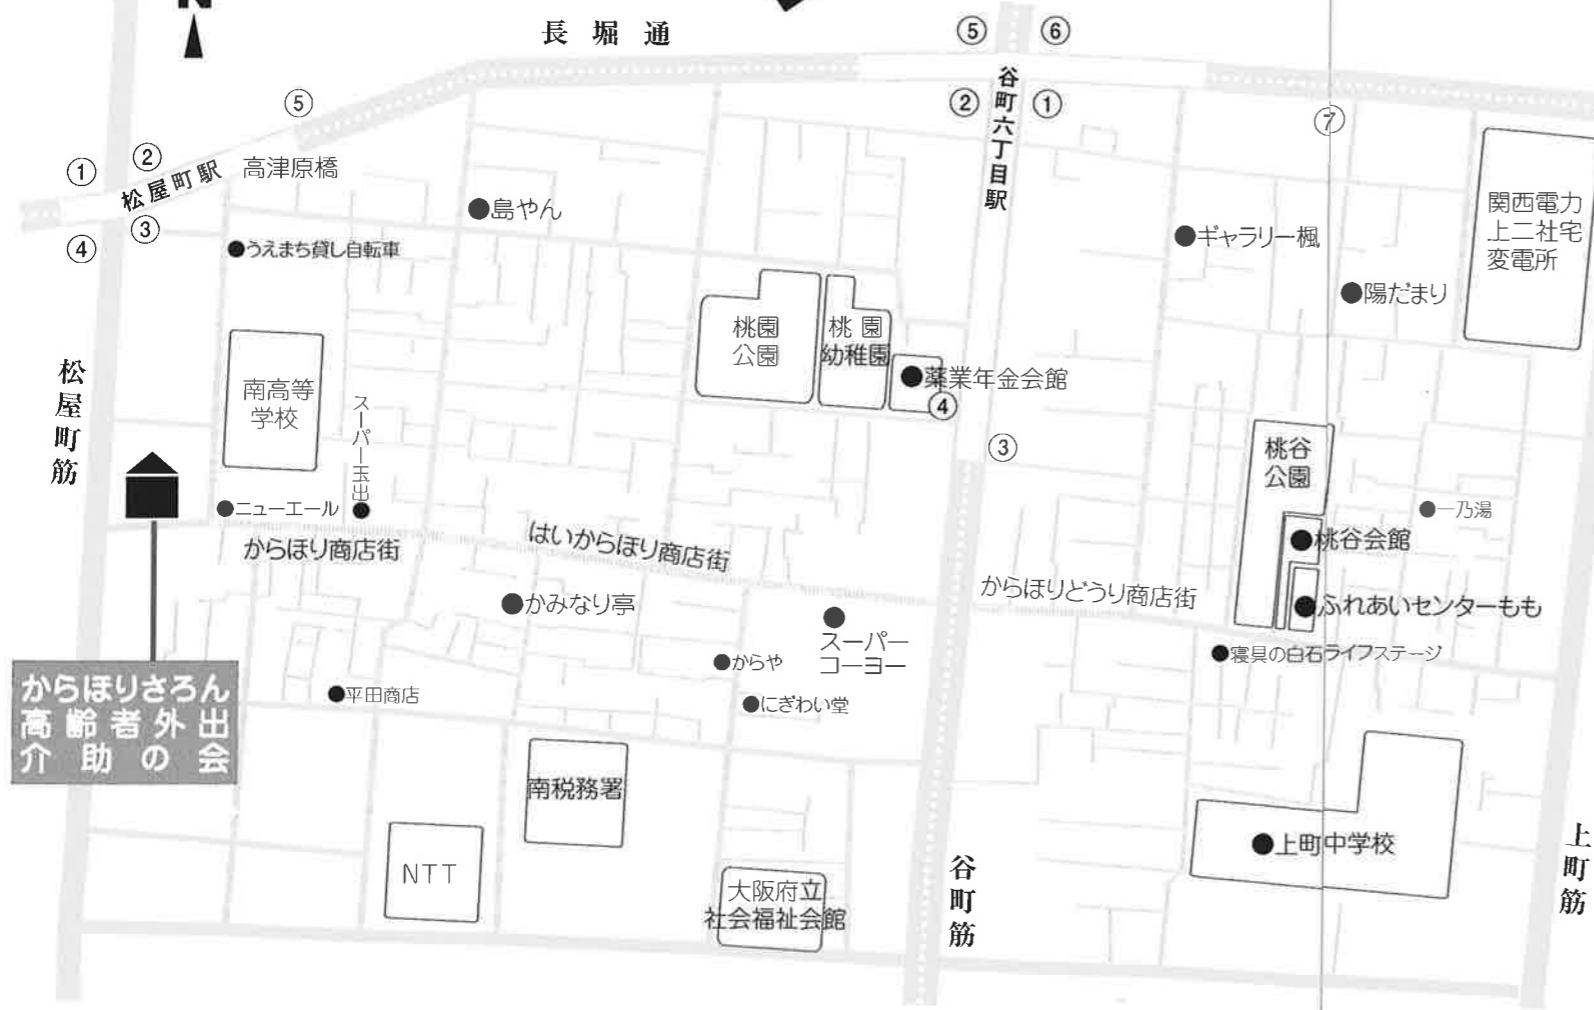 N
長堀通
⑤
⑥
②
①
谷町六丁目駅
⑤
⑦
①
②
松屋町駅
高津原橋
③
④
島やん
うえまち貸し自転車
ギャラリー楓
陽だまり
関西電力
上二社宅
変電所
桃園
公園
桃園
幼稚園
薬業年金会館
④
③
松屋町筋
南高等
学校
スーパー玉出
ニューエール
からほり商店街
はいからほり商店街
からほりどうり商店街
桃谷
公園
一乃湯
桃谷会館
ふれあいセンターもも
寝具の白石ライフステージ
かみなり亭
スーパー
コーヨー
からや
にぎわい堂
平田商店
からほりさろん
高齢者外出
介助の会
南税務署
NTT
大阪府立
社会福祉会館
谷町筋
上町中学校
上町筋